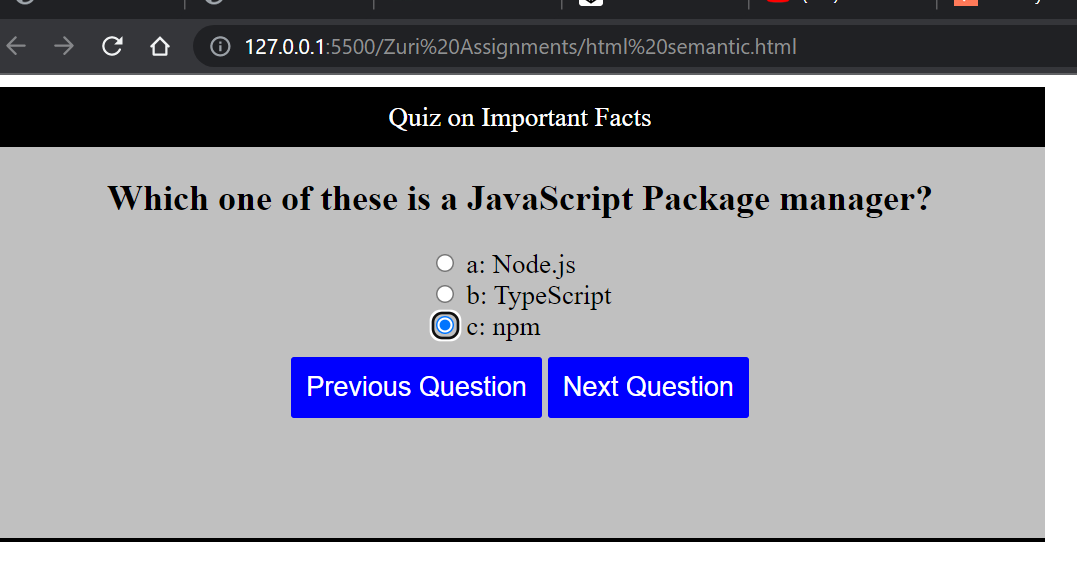 127.0.0.1:5500/Zuri%20Assignments/html%20semantic.html
Quiz on Important Facts
Which one of these is a JavaScript Package manager?
a: Node.js
b: TypeScript
c: npm
Previous Question Next Question